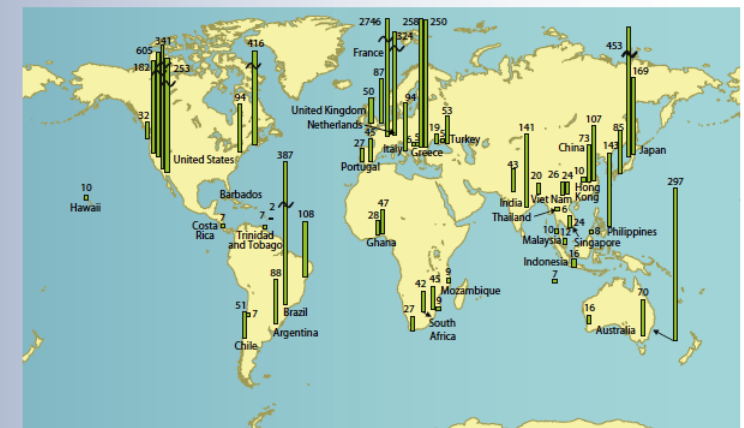 2746
258
250
341
324
605
416
453
France
182
253
87
169
94
50
94
32
53
141
107
United Kingdom
Netherlands
19
5
Turkey
73
85
45
6
5
China
143
Japan
27
Italy
Greece
United States
387
Portugal
43
20
26
24
10
297
10
Hawaii
Barbados
2
India
Viet Nam
Hong
Kong
47
Thailand
6
7
7
108
28
24
8
Philippines
Costa
Rica
Trinidad
and Tobago
Ghana
10
12
Malaysia
Singapore
Indonesia
16
88
9
7
42
45
Mozambique
70
51
7
Brazil
27
9
16
Argentina
South
Africa
Australia
Chile